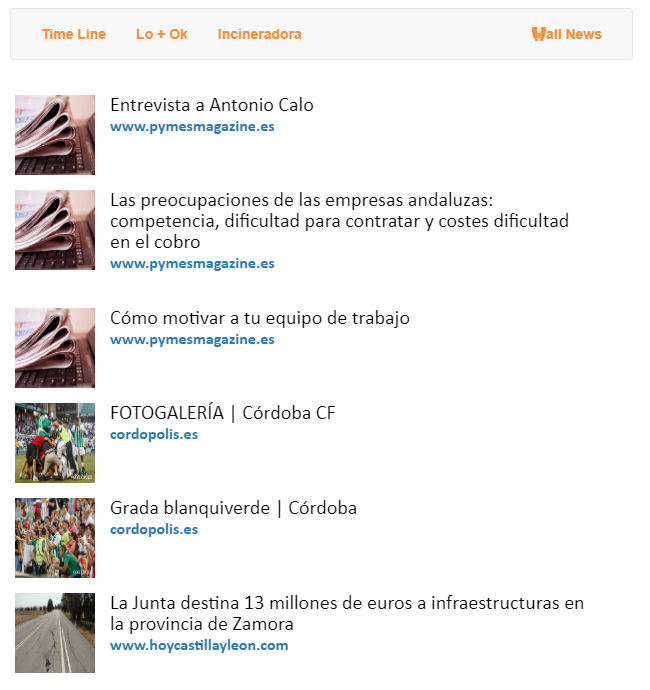 Time Line Lo + Ok Incineradora Wall News
Entrevista a Antonio Calo
www.pymesmagazine.es
Las preocupaciones de las empresas andaluzas:
competencia, dificultad para contratar y costes dificultad
en el cobro
www.pymesmagazine.es
Cómo motivar a tu equipo de trabajo
www.pymesmagazine.es
FOTOGALERÍA | Córdoba CF
cordopolis.es
Grada blanquiverde | Córdoba
cordopolis.es
La Junta destina 13 millones de euros a infraestructuras en
la provincia de Zamora
www.hoycastillayleon.com